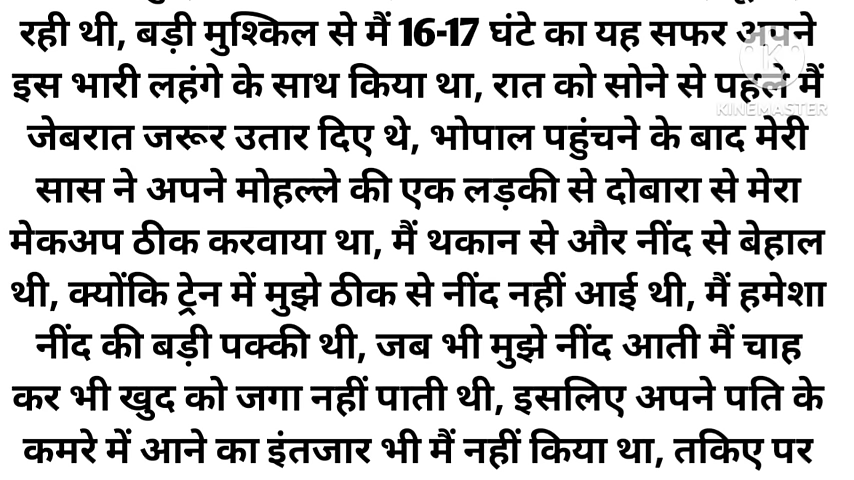 रही थी, बड़ी मुश्किल से मैं 16-17 घंटे का यह सफर अपने
इस भारी लहंगे के साथ किया था, रात को सोने से पहले मैं
KINEMASTER
जेबरात जरूर उतार दिए थे, भोपाल पहुंचने के बाद मेरी
सास ने अपने मोहल्ले की एक लड़की से दोबारा से मेरा
मेकअप ठीक करवाया था, मैं थकान से और नींद से बेहाल
थी, क्योंकि ट्रेन में मुझे ठीक से नींद नहीं आई थी, मैं हमेशा
नींद की बड़ी पक्की थी, जब भी मुझे नींद आती मैं चाह
कर भी खुद को जगा नहीं पाती थी, इसलिए अपने पति के
कमरे में आने का इंतजार भी मैं नहीं किया था, तकिए पर